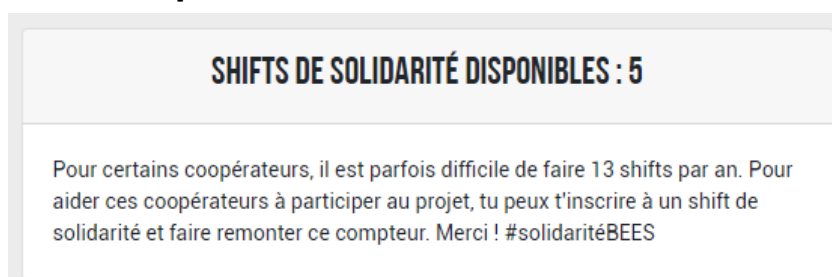 SHIFTS DE SOLIDARITÉ DISPONIBLES : 5
Pour certains coopérateurs, il est parfois difficile de faire 13 shifts par an. Pour
aider ces coopérateurs à participer au projet, tu peux t'inscrire à un shift de
solidarité et faire remonter ce compteur. Merci ! #solidaritéBEES